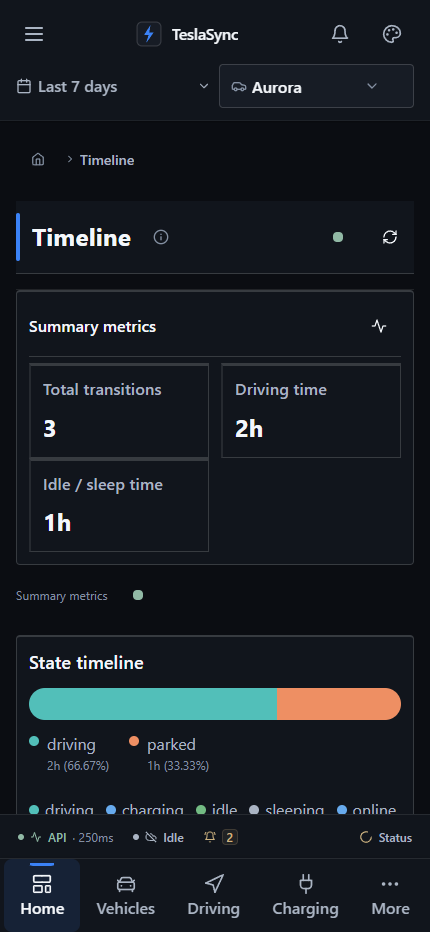 TeslaSync
Last 7 days
Aurora
Timeline
Timeline
Summary metrics
Total transitions
Driving time
3
2h
Idle / sleep time
1h
Summary metrics
State timeline
driving
parked
2h (66.67%)
1h (33.33%)
driving charging idle sleeping online
API · 250ms Idle 2 Status
Home Vehicles Driving Charging More